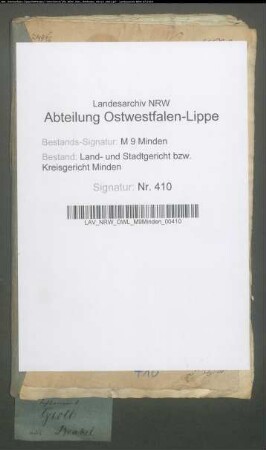 Landesarchiv NRW
Abteilung Ostwestfalen-Lippe
Bestands-Signatur: M 9 Minden
Bestand: Land- und Stadtgericht bzw.
Kreisgericht Minden
Signatur: Nr. 410
LAV_NRW_OWL_M9Minden_00410
410